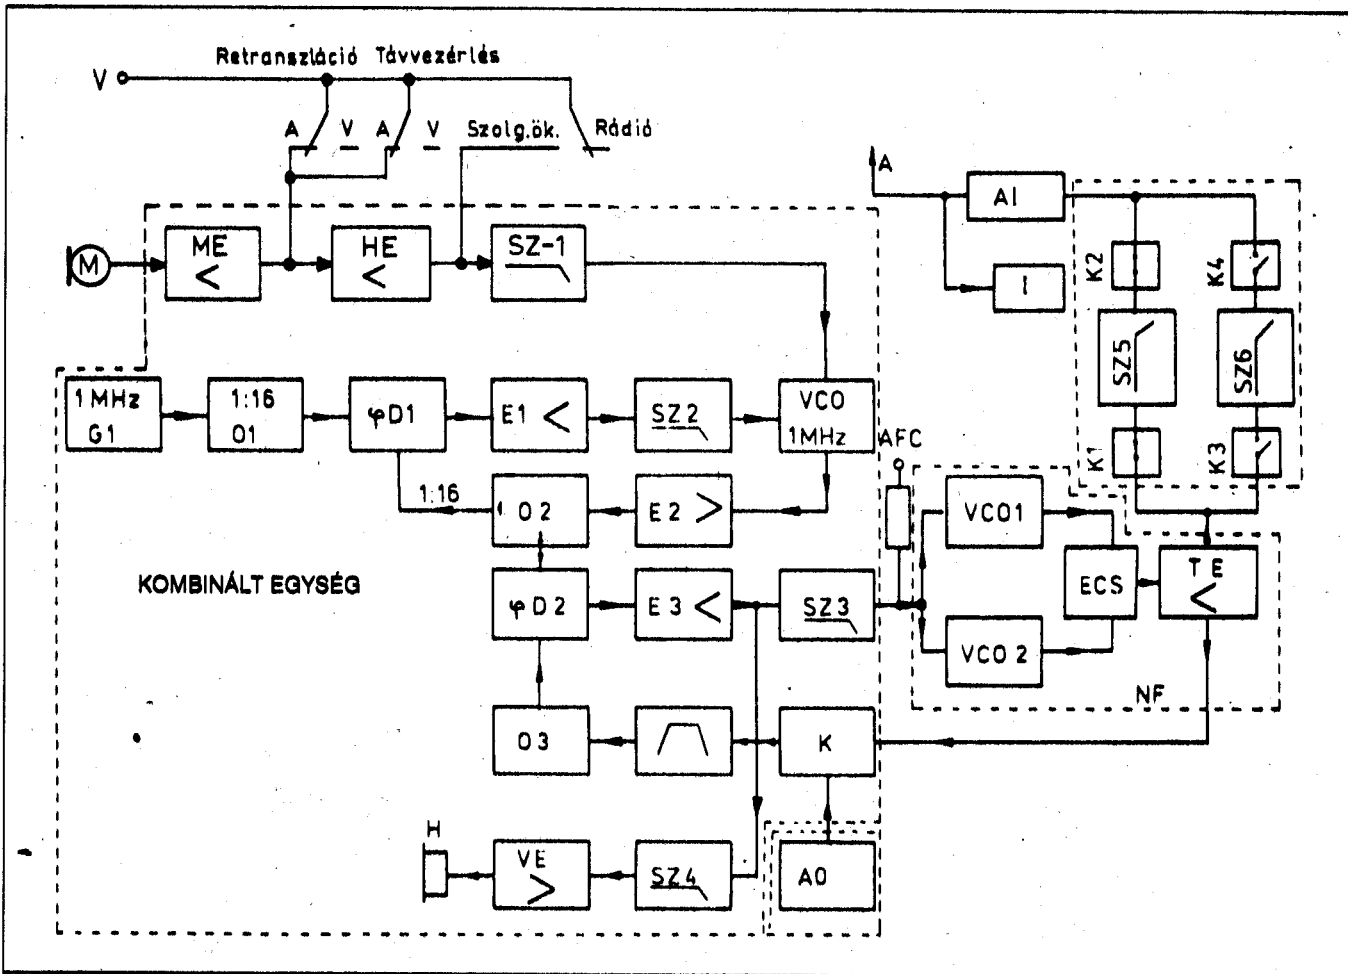 Retranszláció Távvezérlés
V
A V A V Szolg.ök. Rádió
A
AI
M
ME
HE
SZ-1
I
K2
K4
SZ5
SZ6
K1
K3
1MHz
G1
1:16
O1
φD1
E1
SZ2
VCO
1MHz
AFC
1:16
O2
E2
VCO1
KOMBINÁLT EGYSÉG
φD2
E3
SZ3
ECS
TE
VCO2
NF
O3
K
H
VE
SZ4
AO